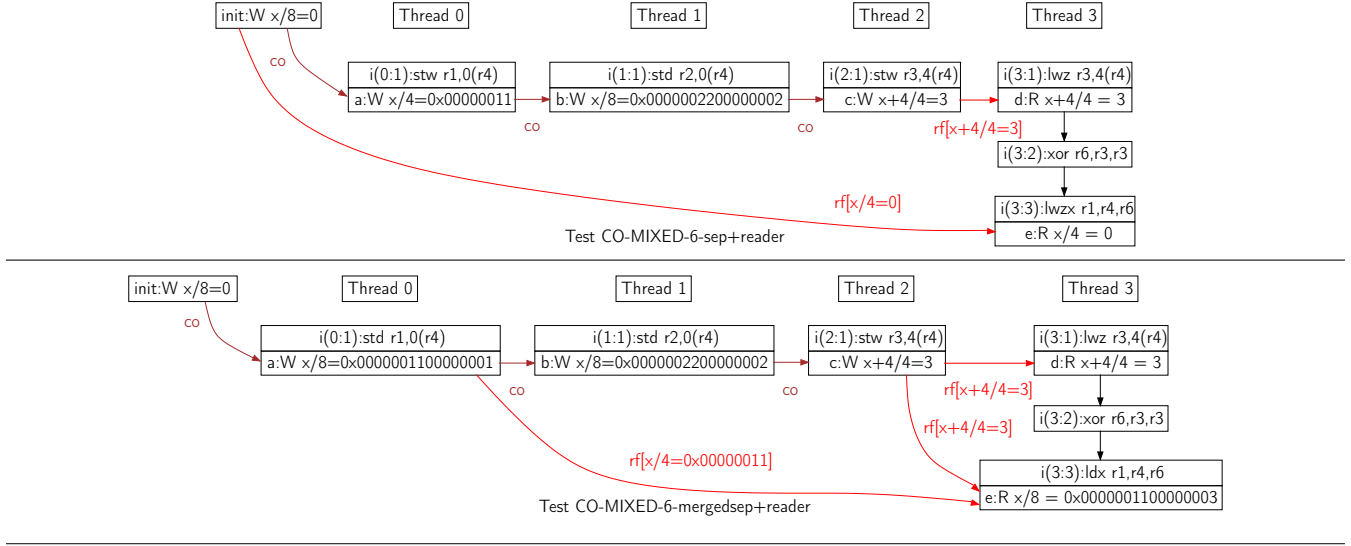 init:W x/8=0
Thread 0
Thread 1
Thread 2
Thread 3
co
i(0:1):stw r1,0(r4)
a:W x/4=0x00000011
co
i(1:1):std r2,0(r4)
b:W x/8=0x0000002200000002
co
i(2:1):stw r3,4(r4)
c:W x+4/4=3
rf[x+4/4=3]
i(3:1):lwz r3,4(r4)
d:R x+4/4 = 3
i(3:2):xor r6,r3,r3
rf[x/4=0]
i(3:3):lwzx r1,r4,r6
e:R x/4 = 0
Test CO-MIXED-6-sep+reader
init:W x/8=0
Thread 0
Thread 1
Thread 2
Thread 3
co
i(0:1):std r1,0(r4)
a:W x/8=0x0000001100000001
co
i(1:1):std r2,0(r4)
b:W x/8=0x0000002200000002
co
i(2:1):stw r3,4(r4)
c:W x+4/4=3
rf[x+4/4=3]
i(3:1):lwz r3,4(r4)
d:R x+4/4 = 3
i(3:2):xor r6,r3,r3
rf[x+4/4=3]
rf[x/4=0x00000011]
i(3:3):ldx r1,r4,r6
e:R x/8 = 0x0000001100000003
Test CO-MIXED-6-mergedsep+reader